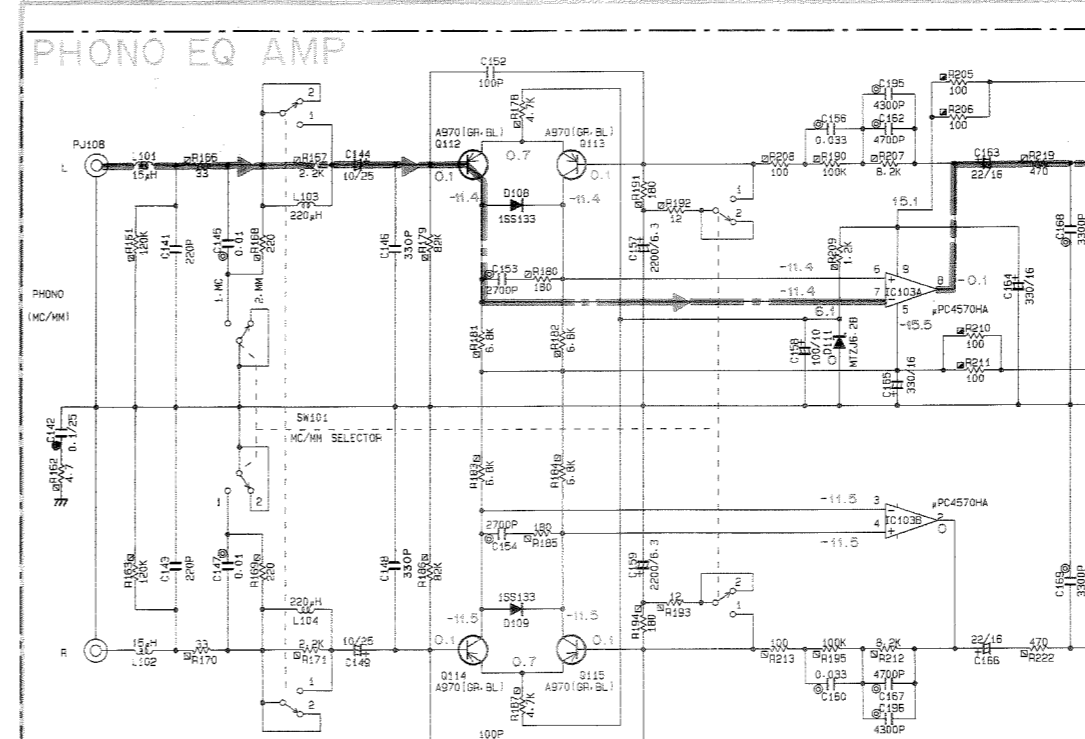 PHONO EQ AMP
C152
100P
2
1
R178
4.7K
A970(GR,BL)
Q112
A970(GR,BL)
Q113
0.7
0.1
0.1
C195
4300P
C156
0.033
C162
4700P
R205
100
R206
100
PJ108
L
L101
15µH
R166
33
R167
2.2K
C144
10/25
R208
100
R190
100K
R207
8.2K
C163
22/16
R219
470
-11.4
D108
1SS133
-11.4
R191
180
R192
12
1
2
15.1
L103
220µH
R161
120K
C141
220P
C145
0.01
R168
220
C146
330P
R179
82K
C157
2200/6.3
R209
1.2K
C168
3300P
C153
2700P
R180
180
-11.4
-11.4
6
7
9
8
5
IC103A
-0.1
µPC4570HA
C164
330/16
6.1
-15.5
PHONO
(MC/MM)
1.MC
2.MM
R181
6.8K
R182
6.8K
C158
100/10
D111
MTZJ6.2B
R210
100
R211
100
C165
330/16
C142
0.1/25
R162
4.7
SW101
MC/MM SELECTOR
R183
6.8K
R184
6.8K
1
2
-11.5
3
4
-11.5
IC103B
µPC4570HA
0
2700P
C154
180
R185
R163
120K
C143
220P
C147
0.01
R169
220
C148
330P
R186
82K
C159
2200/6.3
C169
3300P
220µH
L104
1SS133
D109
-11.5
-11.5
R194
180
12
R193
2
1
R
15µH
L102
33
R170
2.2K
R171
10/25
C149
0.1
0.1
0.7
Q114
A970(GR,BL)
Q115
A970(GR,BL)
100
R213
100K
R195
8.2K
R212
22/16
C166
470
R222
0.033
C160
4700P
C167
C196
4300P
1
2
R187
4.7K
100P